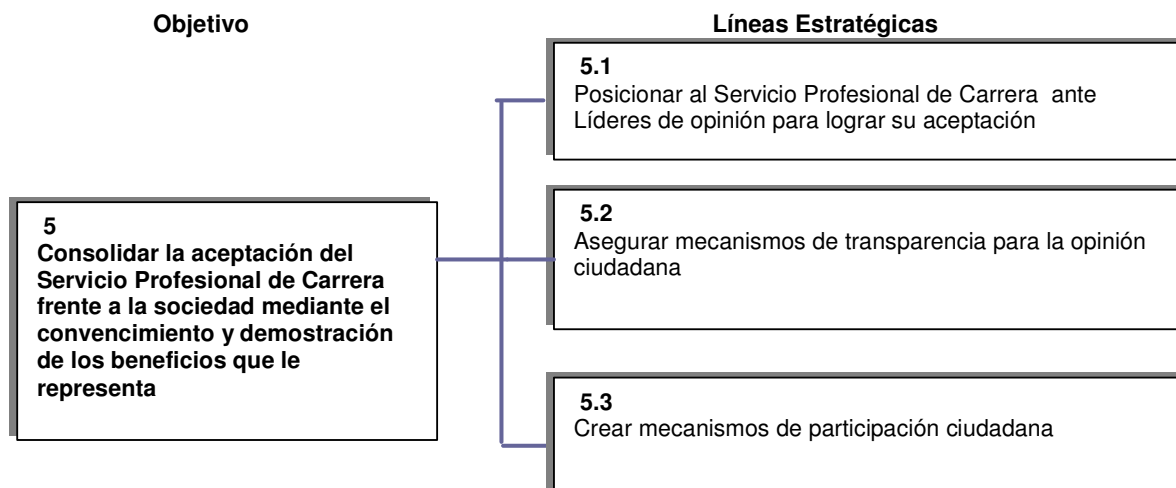 Objetivo
Líneas Estratégicas
5.1
Posicionar al Servicio Profesional de Carrera ante
Líderes de opinión para lograr su aceptación
5
Consolidar la aceptación del
Servicio Profesional de Carrera
frente a la sociedad mediante el
convencimiento y demostración
de los beneficios que le
representa
5.2
Asegurar mecanismos de transparencia para la opinión
ciudadana
5.3
Crear mecanismos de participación ciudadana